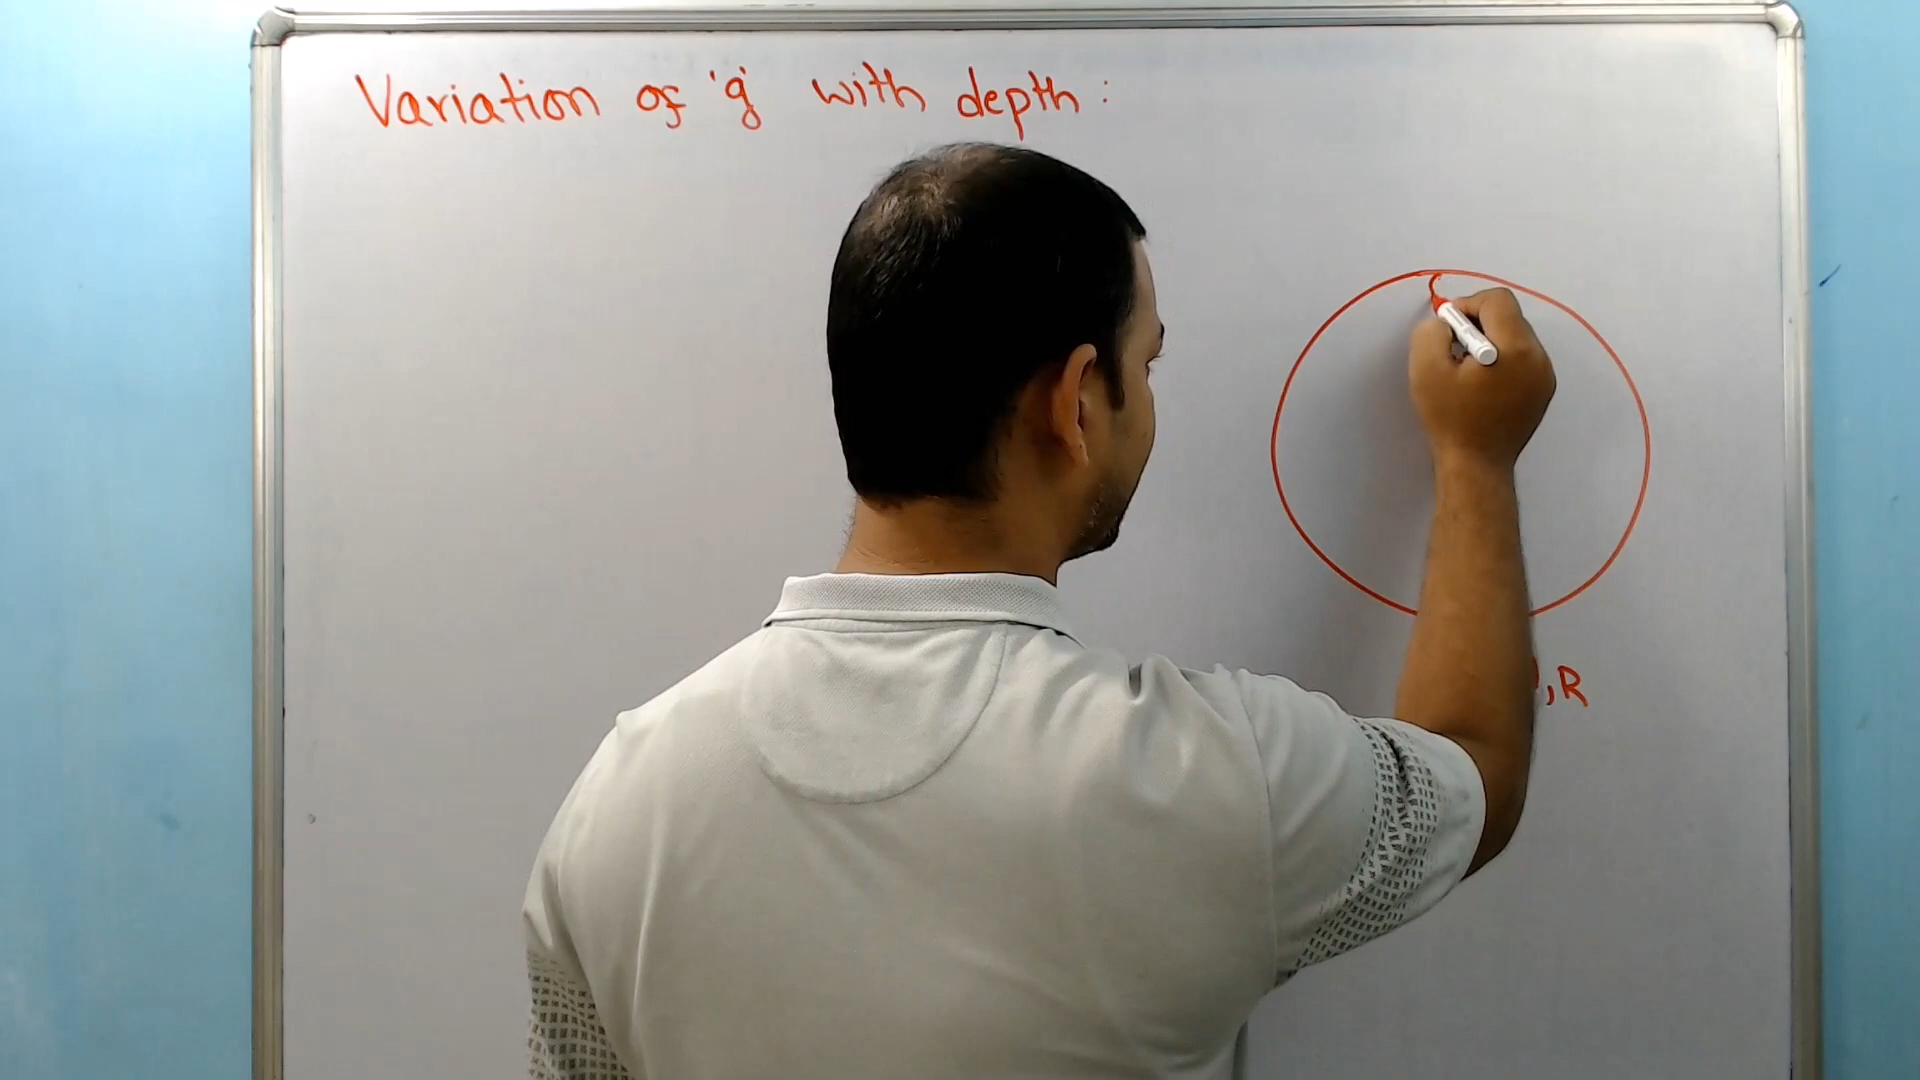 Variation of 'g' with depth :
, R